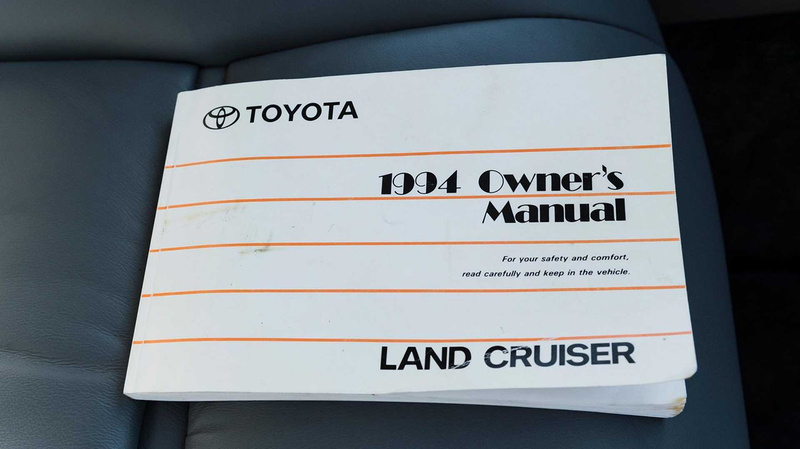 TOYOTA
1994 Owner's
Manual
For your safety and comfort,
read carefully and keep in the vehicle.
LAND CRUISER